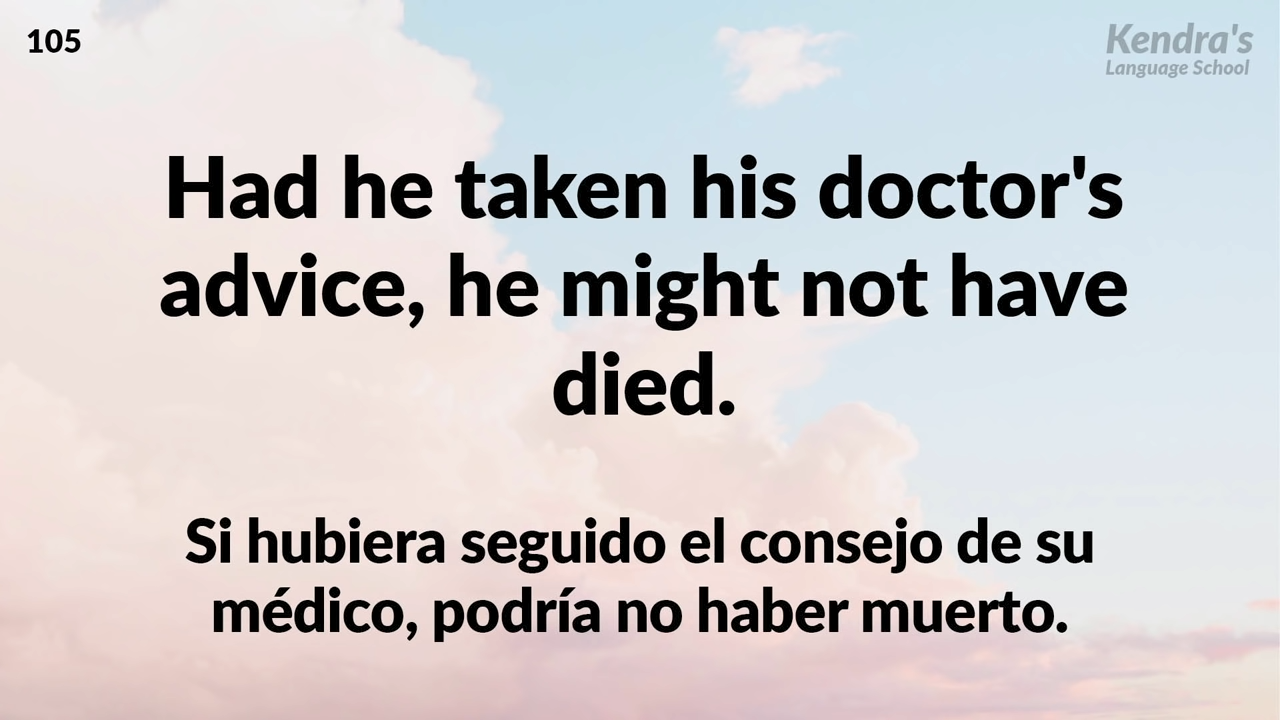 105
Kendra's
Language School
Had he taken his doctor's
advice, he might not have
died.
Si hubiera seguido el consejo de su
médico, podría no haber muerto.